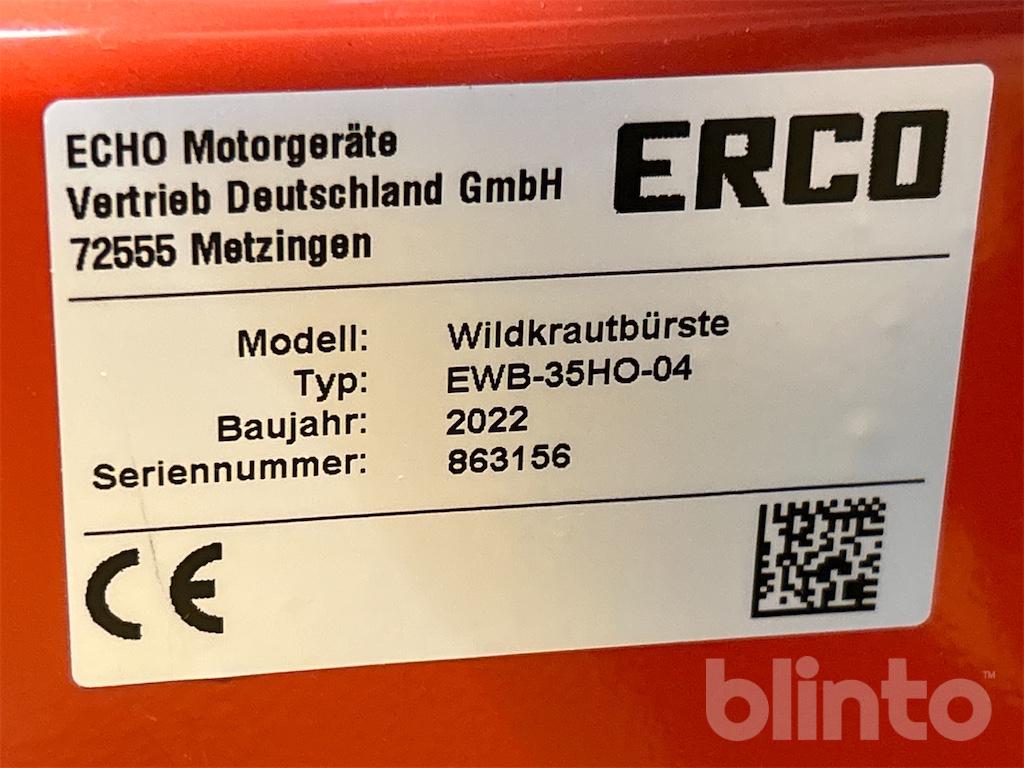 ECHO Motorgeräte
Vertrieb Deutschland GmbH
72555 Metzingen
ERCO
Modell: Wildkrautbürste
Typ: EWB-35HO-04
Baujahr: 2022
Seriennummer: 863156
CE
blinto™